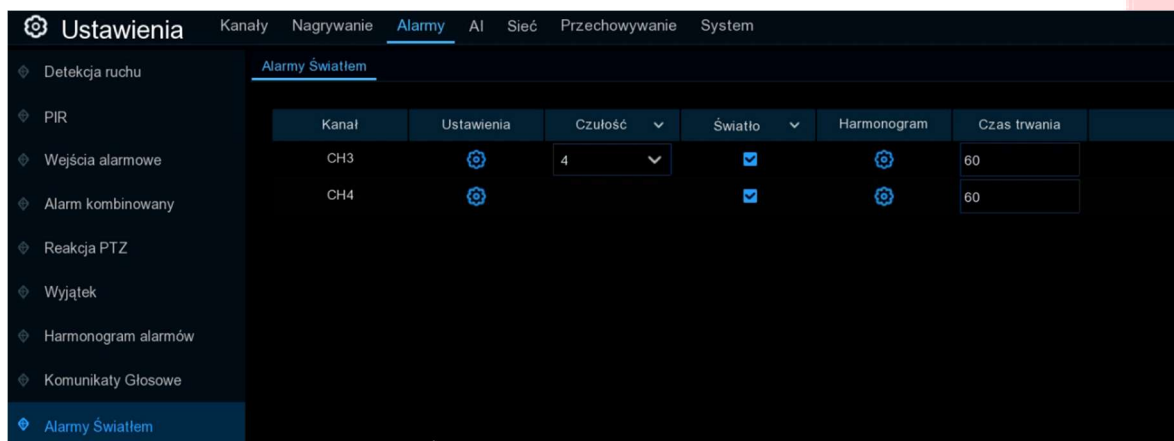 Ustawienia Kanały Nagrywanie Alarmy AI Sieć Przechowywanie System
Detekcja ruchu
PIR
Wejścia alarmowe
Alarm kombinowany
Reakcja PTZ
Wyjątek
Harmonogram alarmów
Komunikaty Głosowe
Alarmy Światłem
Alarmy Światłem
Kanał Ustawienia Czułość Światło Harmonogram Czas trwania
CH3 4 60
CH4 60